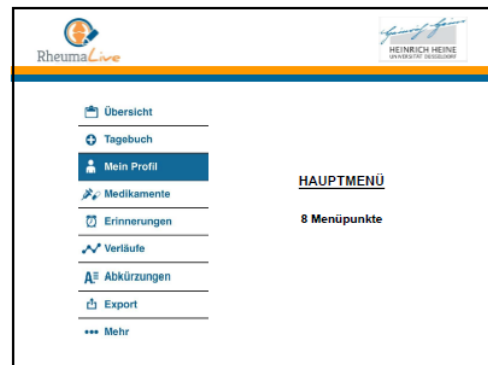 RheumaLive
HEINRICH HEINE
UNIVERSITÄT DÜSSELDORF
Übersicht
Tagebuch
Mein Profil
Medikamente
Erinnerungen
Verläufe
Abkürzungen
Export
Mehr
HAUPTMENÜ
8 Menüpunkte